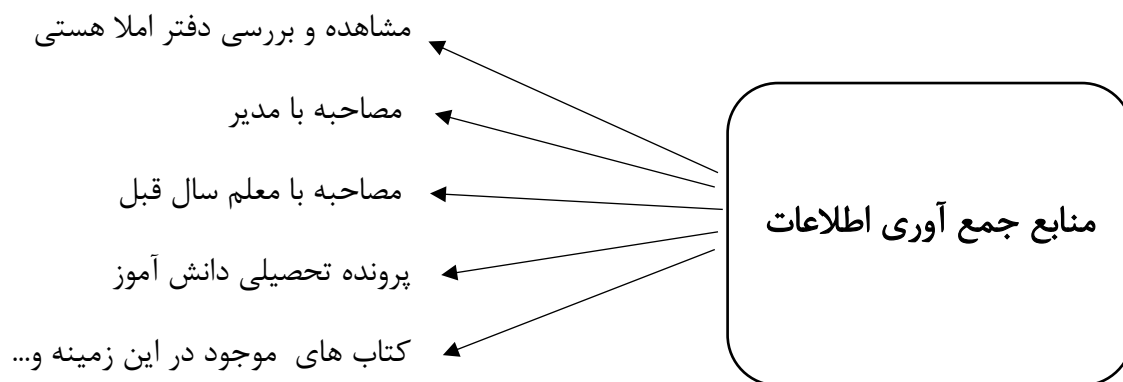 منابع جمع آوری اطلاعات
مشاهده و بررسی دفتر املا هستی
مصاحبه با مدیر
مصاحبه با معلم سال قبل
پرونده تحصیلی دانش آموز
کتاب های موجود در این زمینه و...